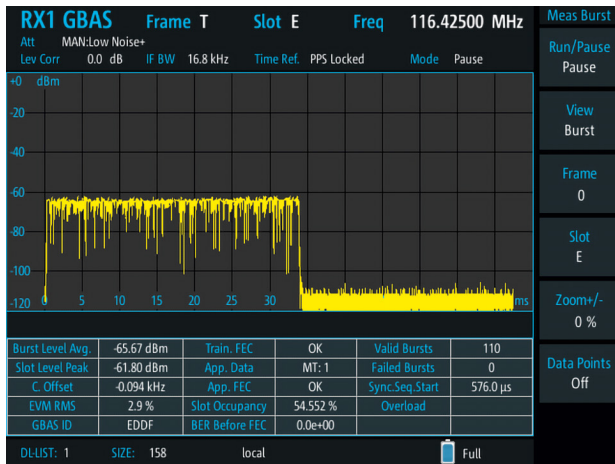 RX1 GBAS Frame T Slot E Freq 116.42500 MHz
Att MAN:Low Noise+
Lev Corr 0.0 dB IF BW 16.8 kHz Time Ref. PPS Locked Mode Pause
Meas Burst
Run/Pause
Pause
View
Burst
Frame
0
Slot
E
Zoom+/-
0 %
Data Points
Off
+0 dBm
-20
-40
-60
-80
-100
-120 0 5 10 15 20 25 30 ms
Burst Level Avg. -65.67 dBm Train. FEC OK Valid Bursts 110
Slot Level Peak -61.80 dBm App. Data MT: 1 Failed Bursts 0
C. Offset -0.094 kHz App. FEC OK Sync.Seq.Start 576.0 µs
EVM RMS 2.9 % Slot Occupancy 54.552 % Overload
GBAS ID EDDF BER Before FEC 0.0e+00
DL-LIST: 1 SIZE: 158 local Full